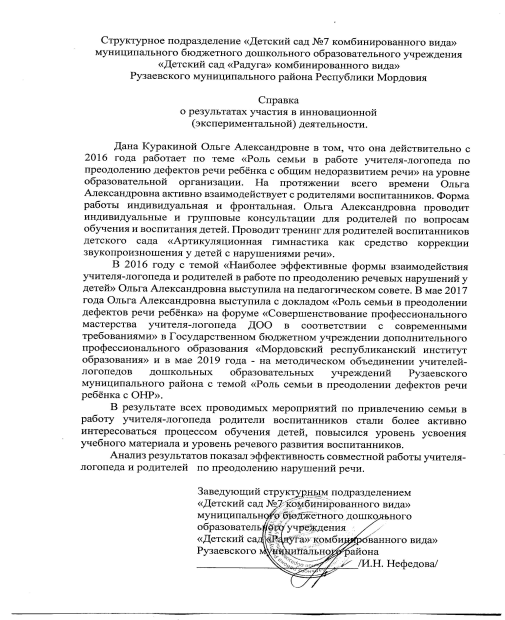 Структурное подразделение «Детский сад №7 комбинированного вида»
муниципального бюджетного дошкольного образовательного учреждения
«Детский сад «Радуга» комбинированного вида»
Рузаевского муниципального района Республики Мордовия
Справка
о результатах участия в инновационной
(экспериментальной) деятельности.
Дана Куракиной Ольге Александровне в том, что она действительно с
2016 года работает по теме «Роль семьи в работе учителя-логопеда по
преодолению дефектов речи ребёнка с общим недоразвитием речи» на уровне
образовательной организации. На протяжении всего времени Ольга
Александровна активно взаимодействует с родителями воспитанников. Форма
работы индивидуальная и фронтальная. Ольга Александровна проводит
индивидуальные и групповые консультации для родителей по вопросам
обучения и воспитания детей. Проводит тренинг для родителей воспитанников
детского сада «Артикуляционная гимнастика как средство коррекции
звукопроизношения у детей с нарушениями речи».
В 2016 году с темой «Наиболее эффективные формы взаимодействия
учителя-логопеда и родителей в работе по преодолению речевых нарушений у
детей» Ольга Александровна выступила на педагогическом совете. В мае 2017
года Ольга Александровна выступила с докладом «Роль семьи в преодолении
дефектов речи ребёнка» на форуме «Совершенствование профессионального
мастерства учителя-логопеда ДОО в соответствии с современными
требованиями» в Государственном бюджетном учреждении дополнительного
профессионального образования «Мордовский республиканский институт
образования» и в мае 2019 года - на методическом объединении учителей-
логопедов дошкольных образовательных учреждений Рузаевского
муниципального района с темой «Роль семьи в преодолении дефектов речи
ребёнка с ОНР».
В результате всех проводимых мероприятий по привлечению семьи в
работу учителя-логопеда родители воспитанников стали более активно
интересоваться процессом обучения детей, повысился уровень усвоения
учебного материала и уровень речевого развития воспитанников.
Анализ результатов показал эффективность совместной работы учителя-
логопеда и родителей по преодолению нарушений речи.
Заведующий структурным подразделением
«Детский сад №7 комбинированного вида»
муниципального бюджетного дошкольного
образовательного учреждения
«Детский сад «Радуга» комбинированного вида»
Рузаевского муниципального района
/И.Н. Нефедова/